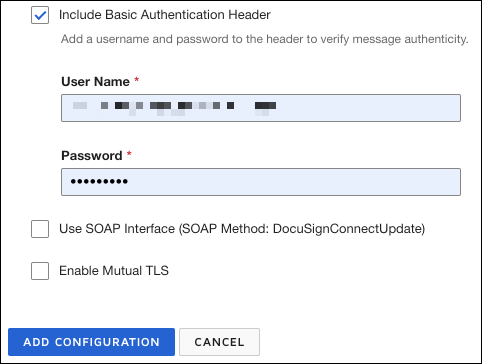 Include Basic Authentication Header
Add a username and password to the header to verify message authenticity.
User Name *
Password *
•••••••••
Use SOAP Interface (SOAP Method: DocuSignConnectUpdate)
Enable Mutual TLS
ADD CONFIGURATION CANCEL